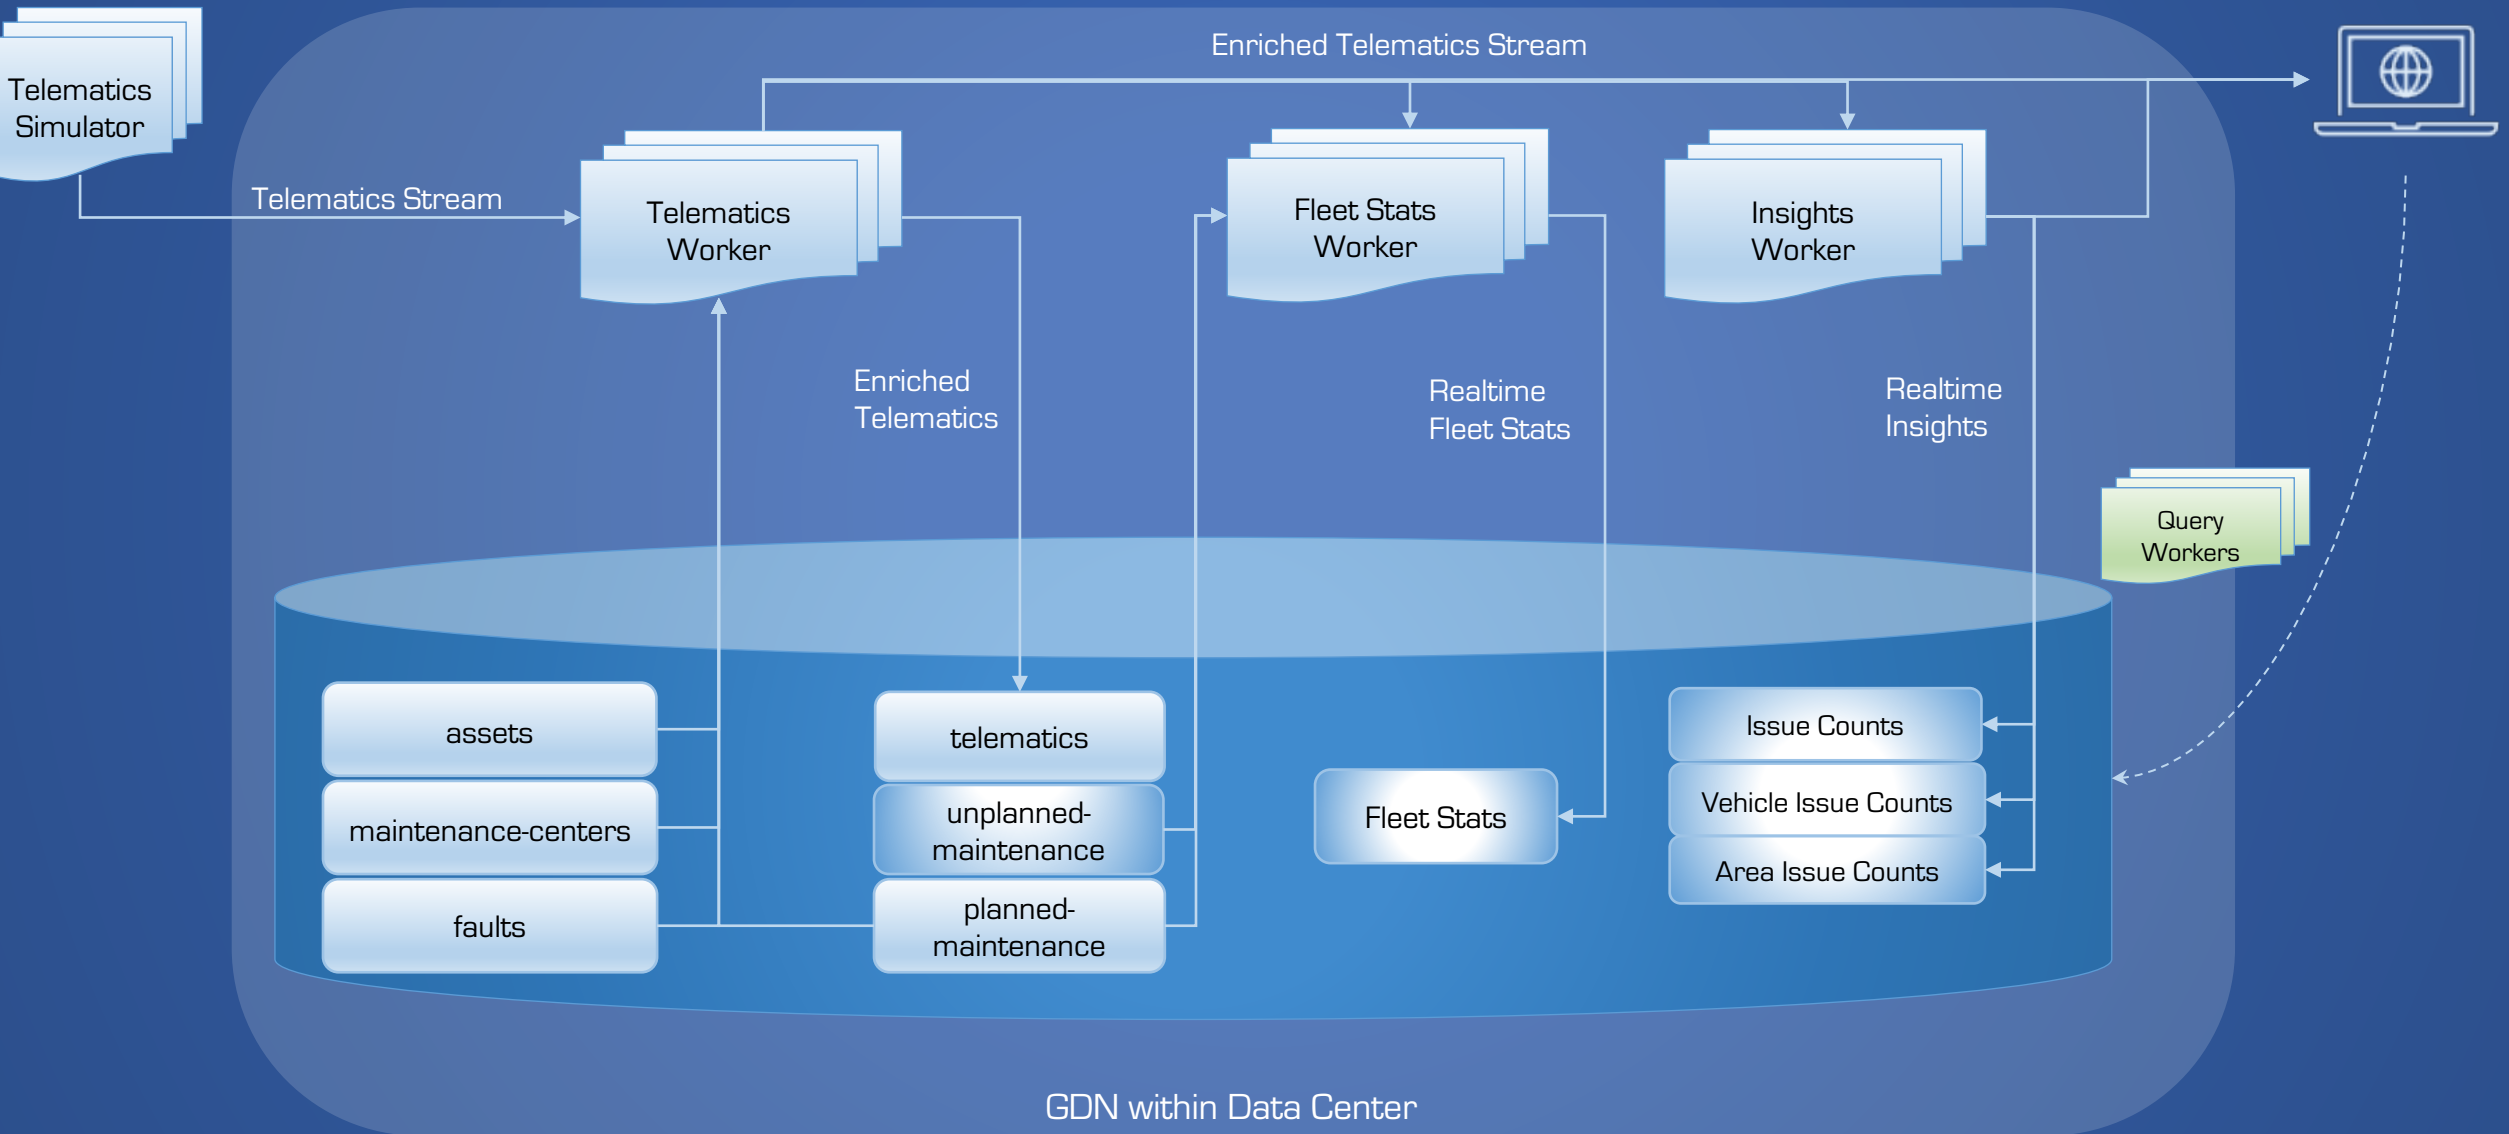 Enriched Telematics Stream
Telematics
Simulator
Telematics Stream
Telematics
Worker
Fleet Stats
Worker
Insights
Worker
Enriched
Telematics
Realtime
Fleet Stats
Realtime
Insights
Query
Workers
assets
maintenance-centers
faults
telematics
unplanned-
maintenance
planned-
maintenance
Fleet Stats
Issue Counts
Vehicle Issue Counts
Area Issue Counts
GDN within Data Center